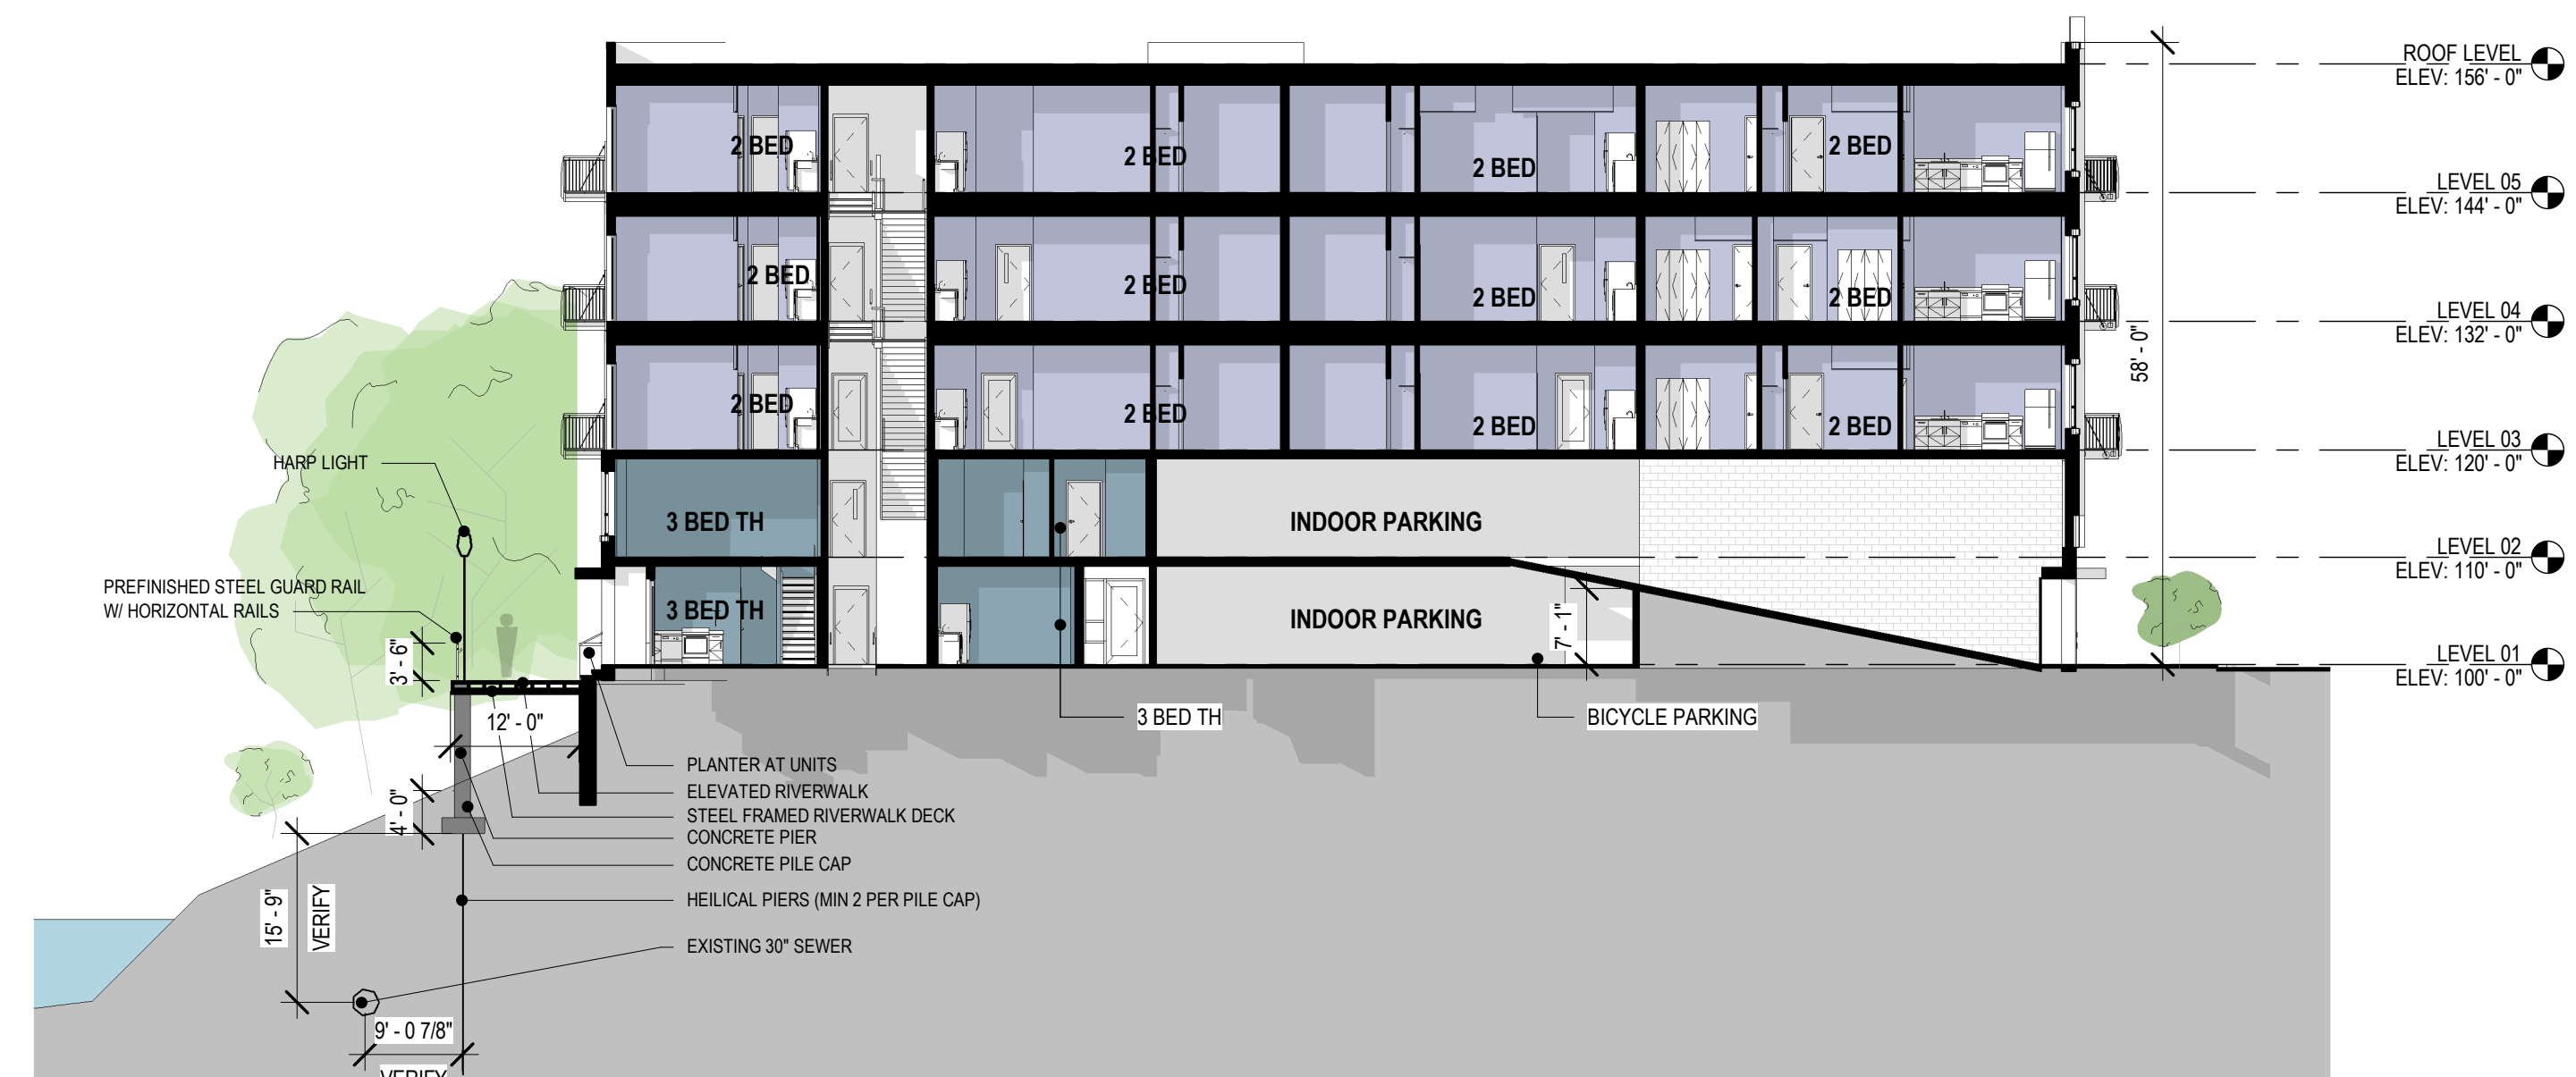 ROOF LEVEL
ELEV: 156' - 0"
2 BED
2 BED
2 BED
2 BED
LEVEL 05
ELEV: 144' - 0"
2 BED
2 BED
2 BED
2 BED
LEVEL 04
ELEV: 132' - 0"
58' - 0"
2 BED
2 BED
2 BED
2 BED
LEVEL 03
ELEV: 120' - 0"
HARP LIGHT
3 BED TH
INDOOR PARKING
LEVEL 02
ELEV: 110' - 0"
PREFINISHED STEEL GUARD RAIL
W/ HORIZONTAL RAILS
3 BED TH
INDOOR PARKING
7' - 1"
3' - 6"
LEVEL 01
ELEV: 100' - 0"
12' - 0"
3 BED TH
BICYCLE PARKING
PLANTER AT UNITS
ELEVATED RIVERWALK
STEEL FRAMED RIVERWALK DECK
4' - 0"
CONCRETE PIER
CONCRETE PILE CAP
HEILICAL PIERS (MIN 2 PER PILE CAP)
15' - 9"
VERIFY
EXISTING 30" SEWER
9' - 0 7/8"
VERIFY